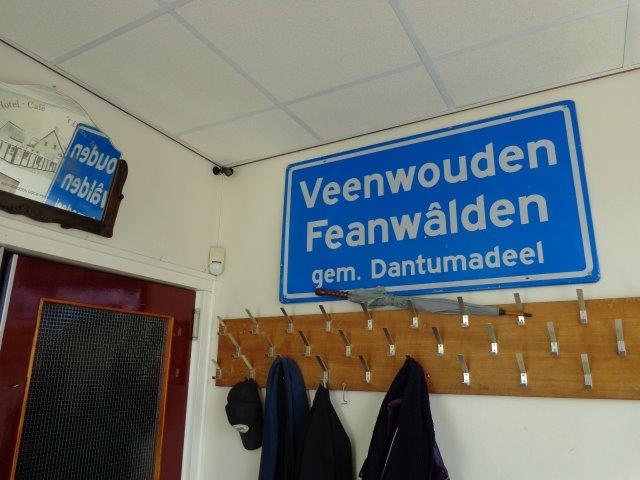 Hotel - Café
ouden
âlden
Veenwouden
Feanwâlden
gem. Dantumadeel